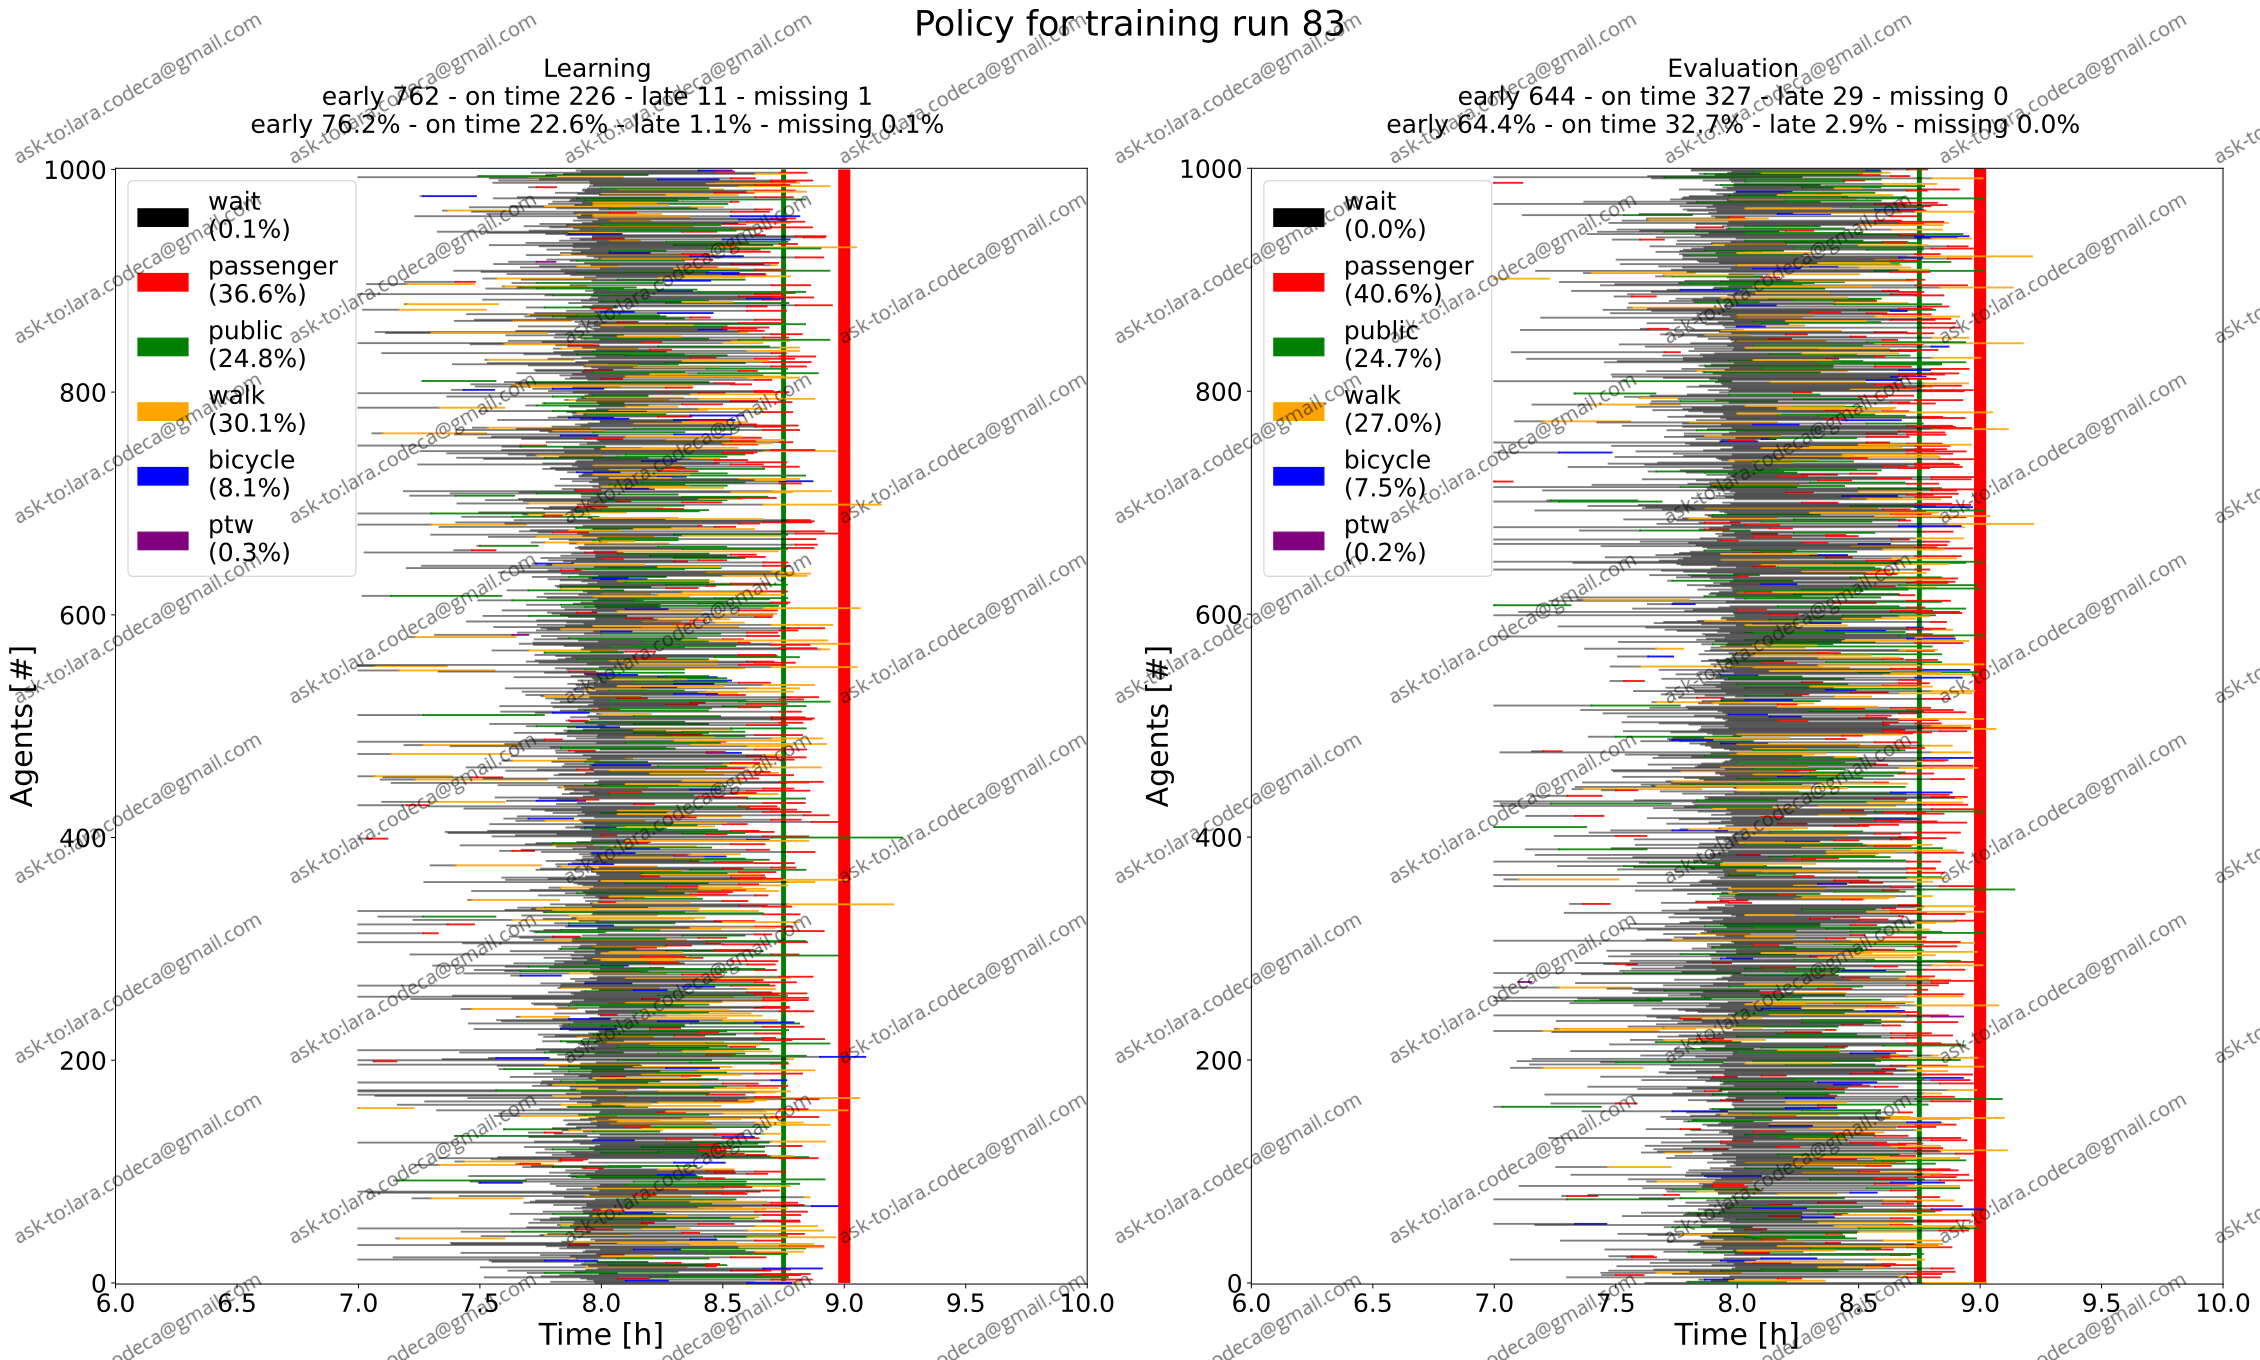 Policy for training run 83
Learning
early 762 - on time 226 - late 11 - missing 1
early 76.2% - on time 22.6% - late 1.1% - missing 0.1%
Agents [#]
1000
800
600
400
200
0
wait
(0.1%)
passenger
(36.6%)
public
(24.8%)
walk
(30.1%)
bicycle
(8.1%)
ptw
(0.3%)
6.0 6.5 7.0 7.5 8.0 8.5 9.0 9.5 10.0
Time [h]
Evaluation
early 644 - on time 327 - late 29 - missing 0
early 64.4% - on time 32.7% - late 2.9% - missing 0.0%
Agents [#]
1000
800
600
400
200
0
wait
(0.0%)
passenger
(40.6%)
public
(24.7%)
walk
(27.0%)
bicycle
(7.5%)
ptw
(0.2%)
6.0 6.5 7.0 7.5 8.0 8.5 9.0 9.5 10.0
Time [h]
ask-to:lara.codeca@gmail.com